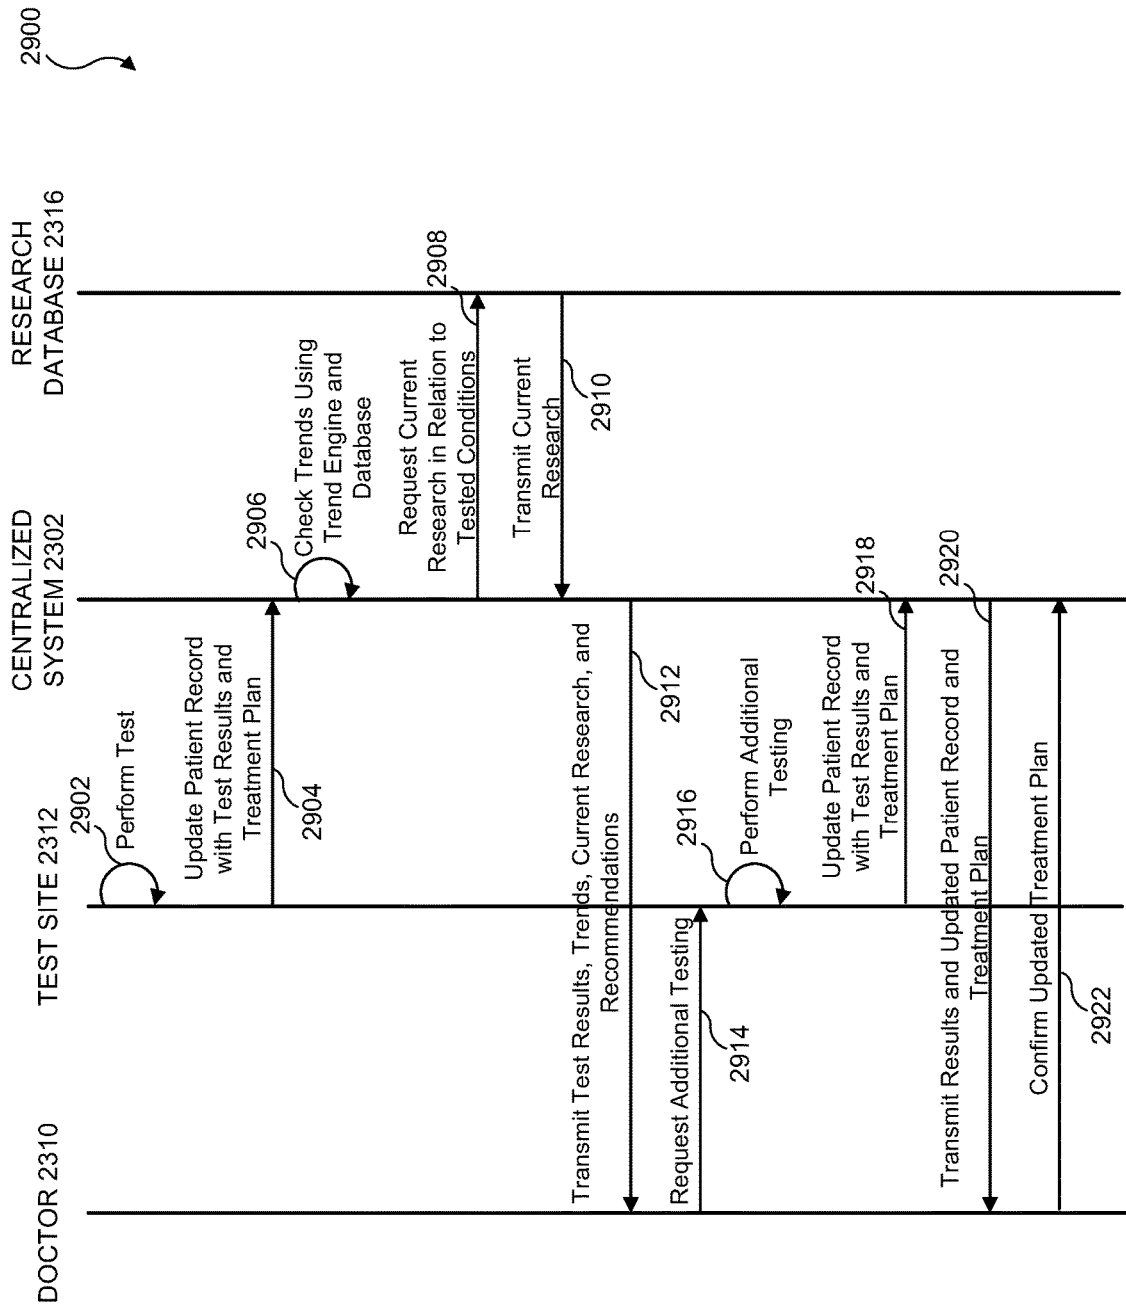 2900
DOCTOR 2310
TEST SITE 2312
CENTRALIZED
SYSTEM 2302
RESEARCH
DATABASE 2316
2902
Perform Test
Update Patient Record
with Test Results and
Treatment Plan
2904
2906
Check Trends Using
Trend Engine and
Database
Request Current
Research in Relation to
Tested Conditions
2908
Transmit Current
Research
2910
Transmit Test Results, Trends, Current Research, and
Recommendations
2912
Request Additional Testing
2914
2916
Perform Additional
Testing
Update Patient Record
with Test Results and
Treatment Plan
2918
Transmit Results and Updated Patient Record and
Treatment Plan
2920
Confirm Updated Treatment Plan
2922